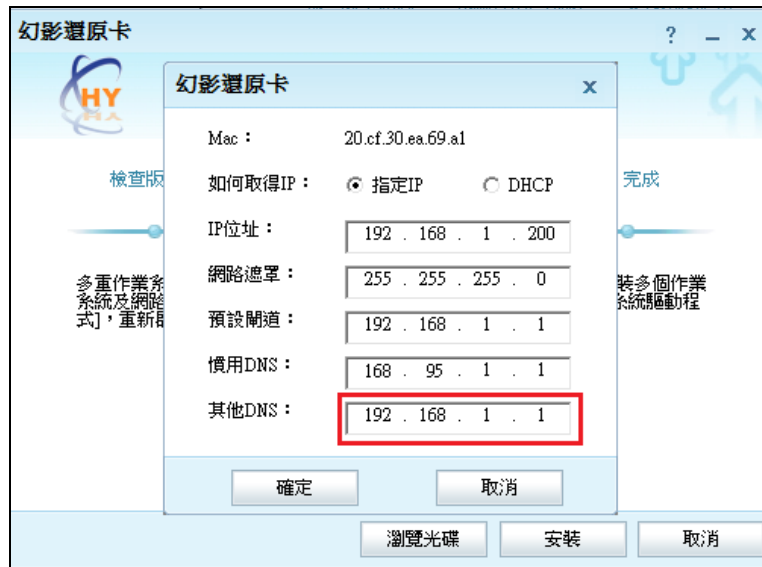 幻影還原卡
? _ x
HY
檢查版
完成
多重作業系
系統及網路
式],重新啟
裝多個作業
系統驅動程
幻影還原卡
x
Mac: 20.cf.30.ea.69.a1
如何取得IP: 指定IP DHCP
IP位址: 192 . 168 . 1 . 200
網路遮罩: 255 . 255 . 255 . 0
預設閘道: 192 . 168 . 1 . 1
慣用DNS: 168 . 95 . 1 . 1
其他DNS: 192 . 168 . 1 . 1
確定 取消
瀏覽光碟 安裝 取消